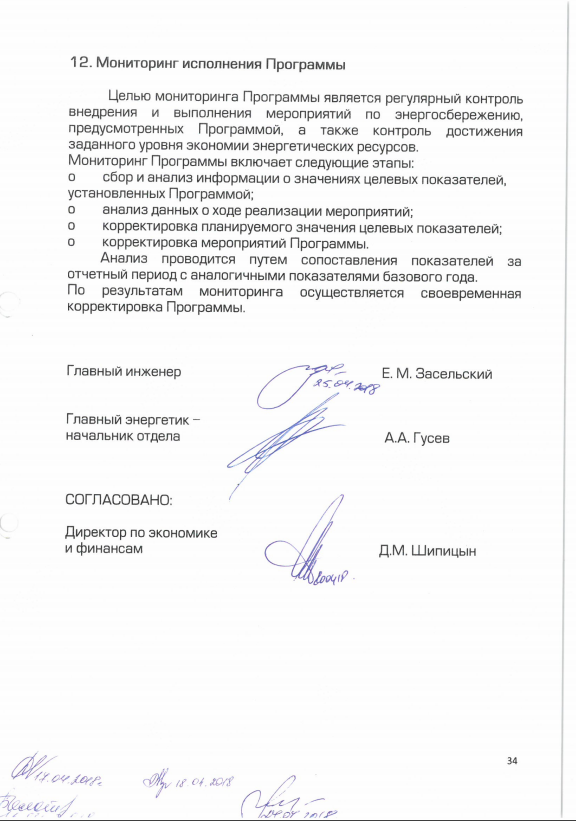 12. Мониторинг исполнения Программы
Целью мониторинга Программы является регулярный контроль
внедрения и выполнения мероприятий по энергосбережению,
предусмотренных Программой, а также контроль достижения
заданного уровня экономии энергетических ресурсов.
Мониторинг Программы включает следующие этапы:
о сбор и анализ информации о значениях целевых показателей,
установленных Программой;
о анализ данных о ходе реализации мероприятий;
о корректировка планируемого значения целевых показателей;
о корректировка мероприятий Программы.
Анализ проводится путем сопоставления показателей за
отчетный период с аналогичными показателями базового года.
По результатам мониторинга осуществляется своевременная
корректировка Программы.
Главный инженер Е. М. Засельский
25.04.2018
Главный энергетик –
начальник отдела А.А. Гусев
СОГЛАСОВАНО:
Директор по экономике
и финансам Д.М. Шипицын
34
17.04.2018г. 18.04.2018